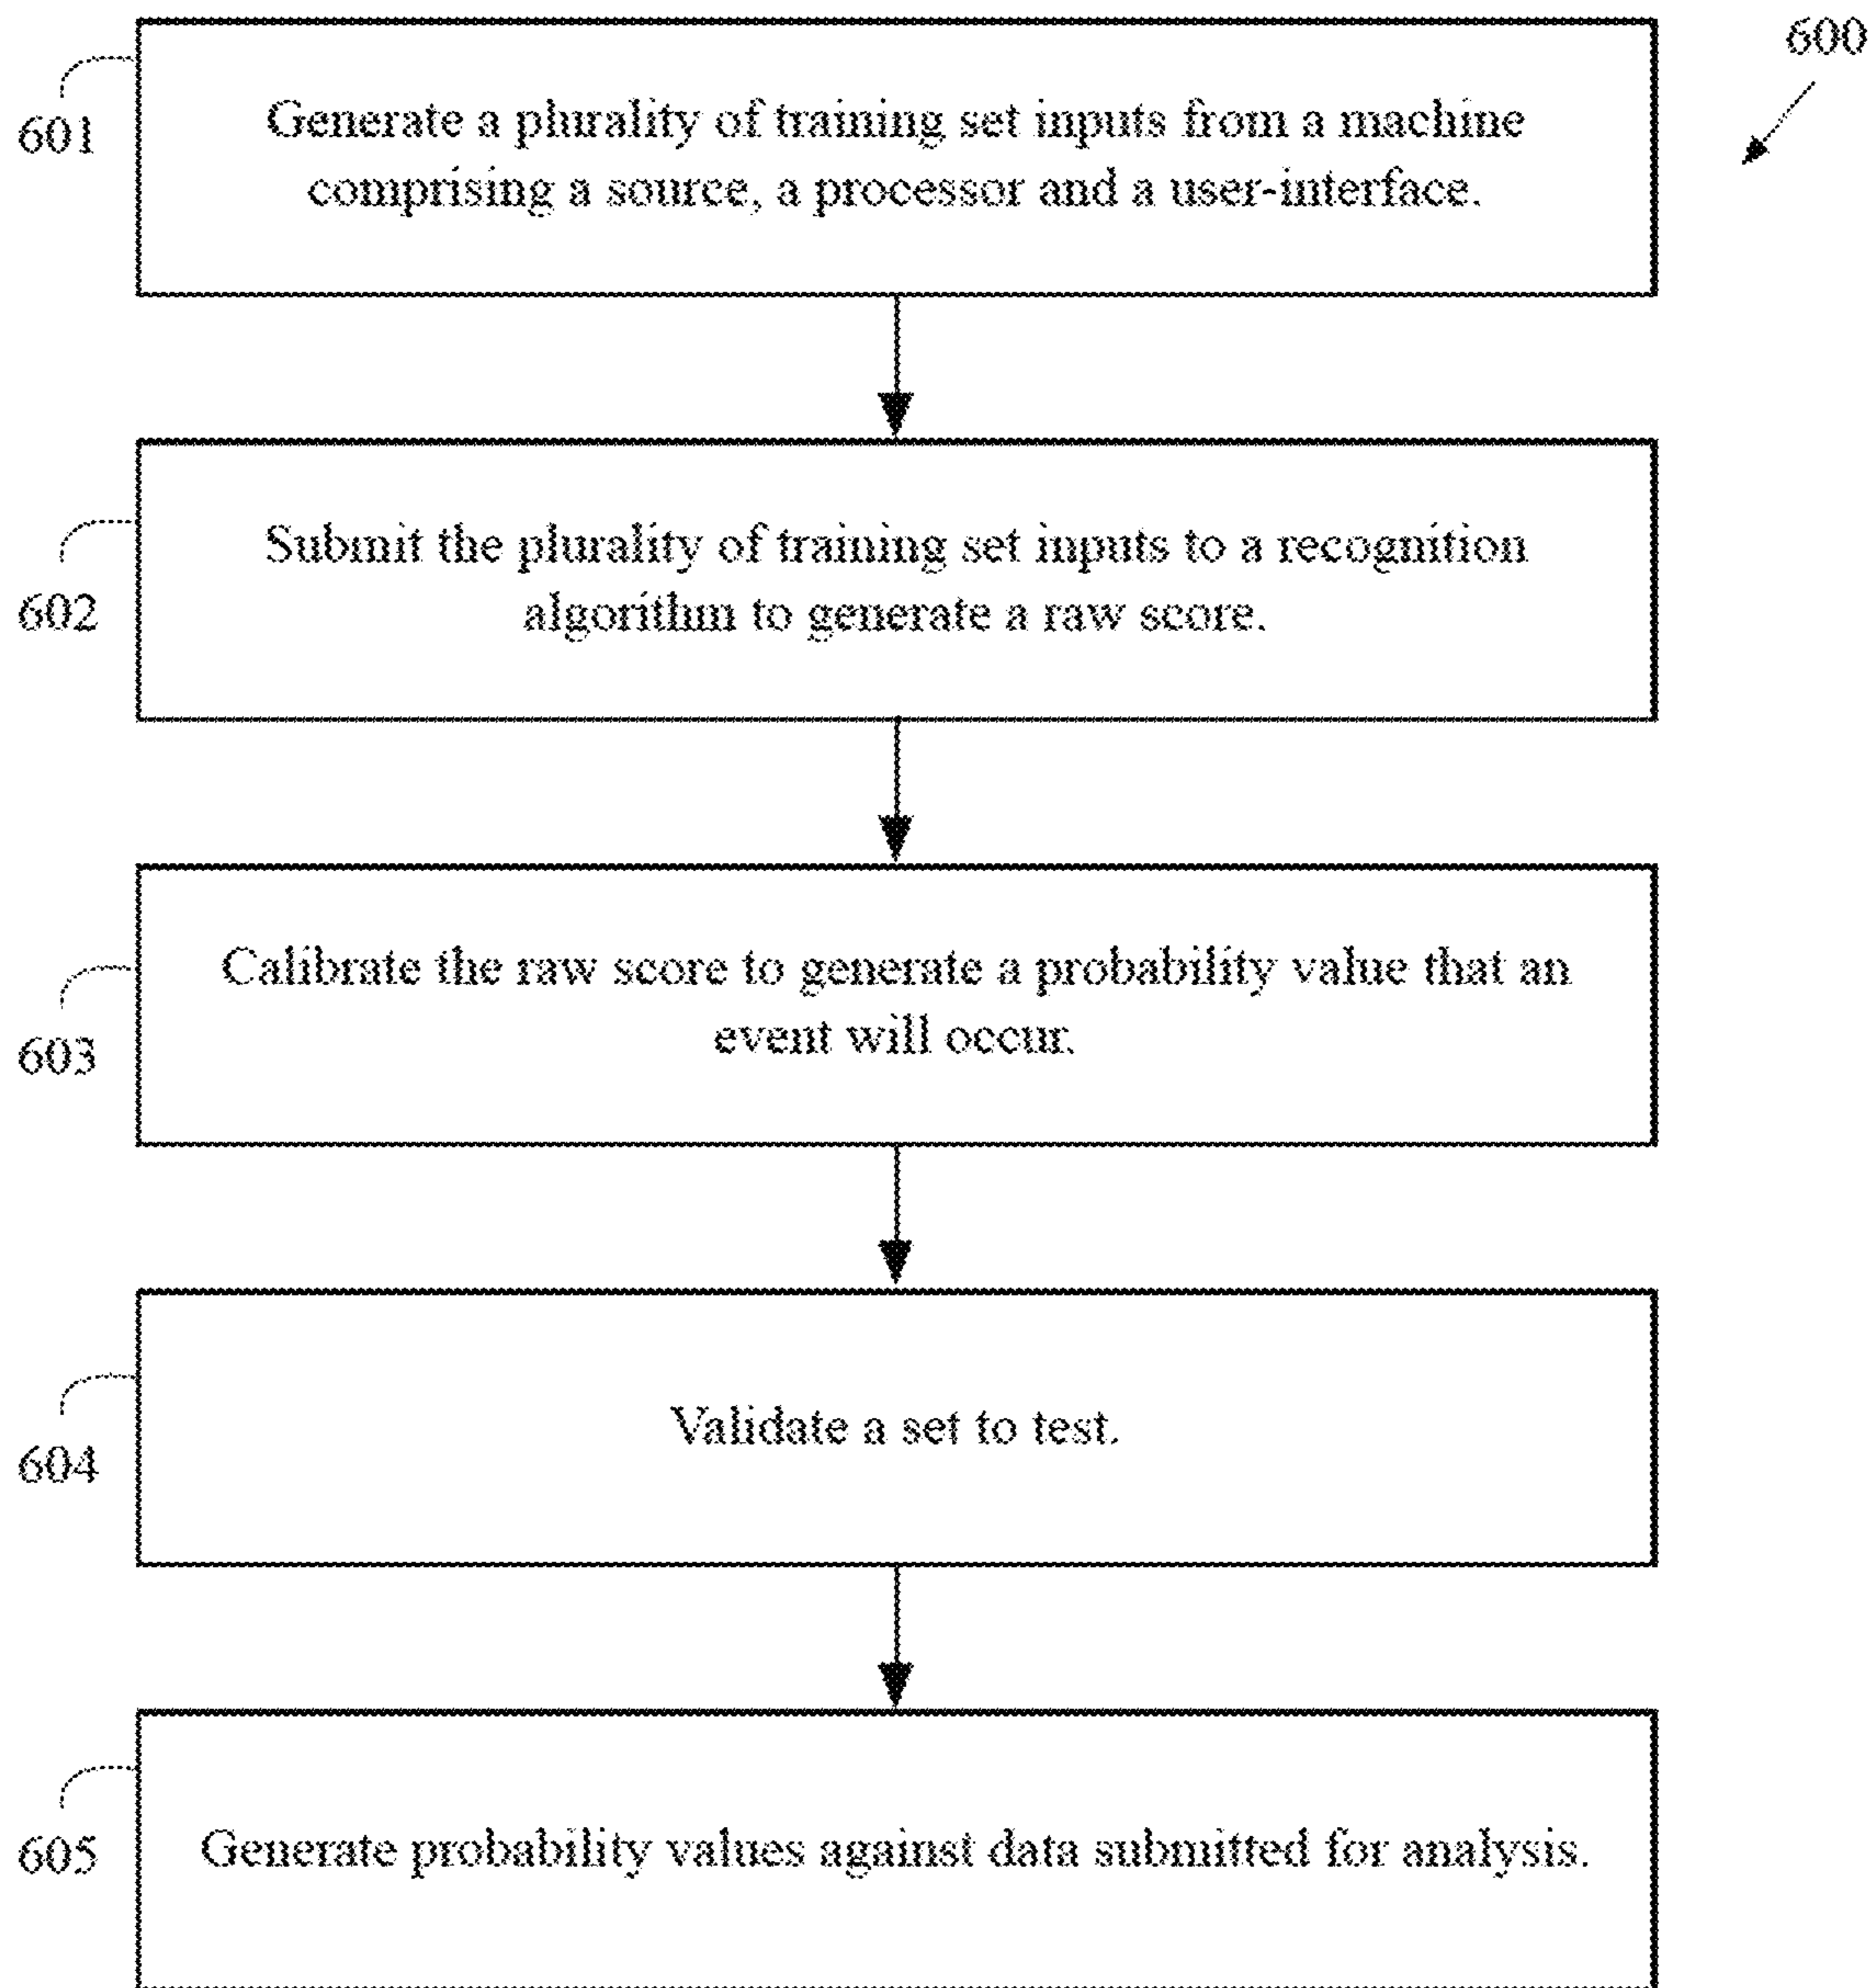 600
601
Generate a plurality of training set inputs from a machine
comprising a source, a processor and a user-interface.
602
Submit the plurality of training set inputs to a recognition
algorithm to generate a raw score.
603
Calibrate the raw score to generate a probability value that an
event will occur.
604
Validate a set to test.
605
Generate probability values against data submitted for analysis.